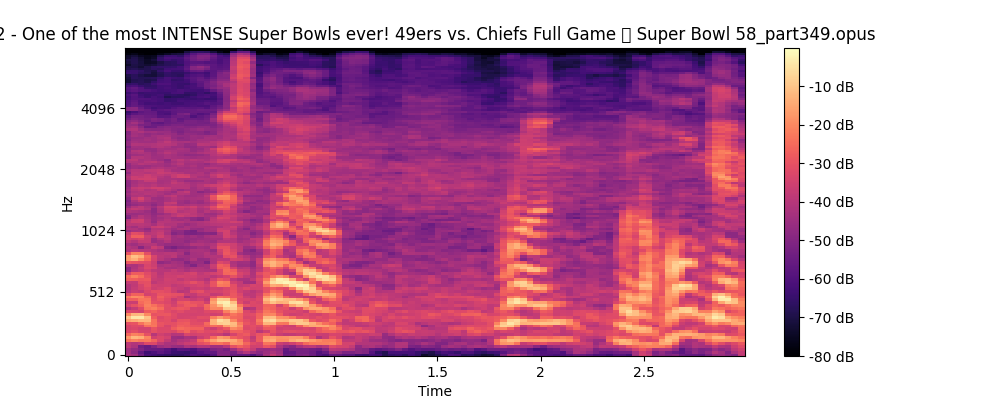 2 - One of the most INTENSE Super Bowls ever! 49ers vs. Chiefs Full Game Super Bowl 58_part349.opus
Hz
4096
2048
1024
512
0
0 0.5 1 1.5 2 2.5
Time
-10 dB
-20 dB
-30 dB
-40 dB
-50 dB
-60 dB
-70 dB
-80 dB